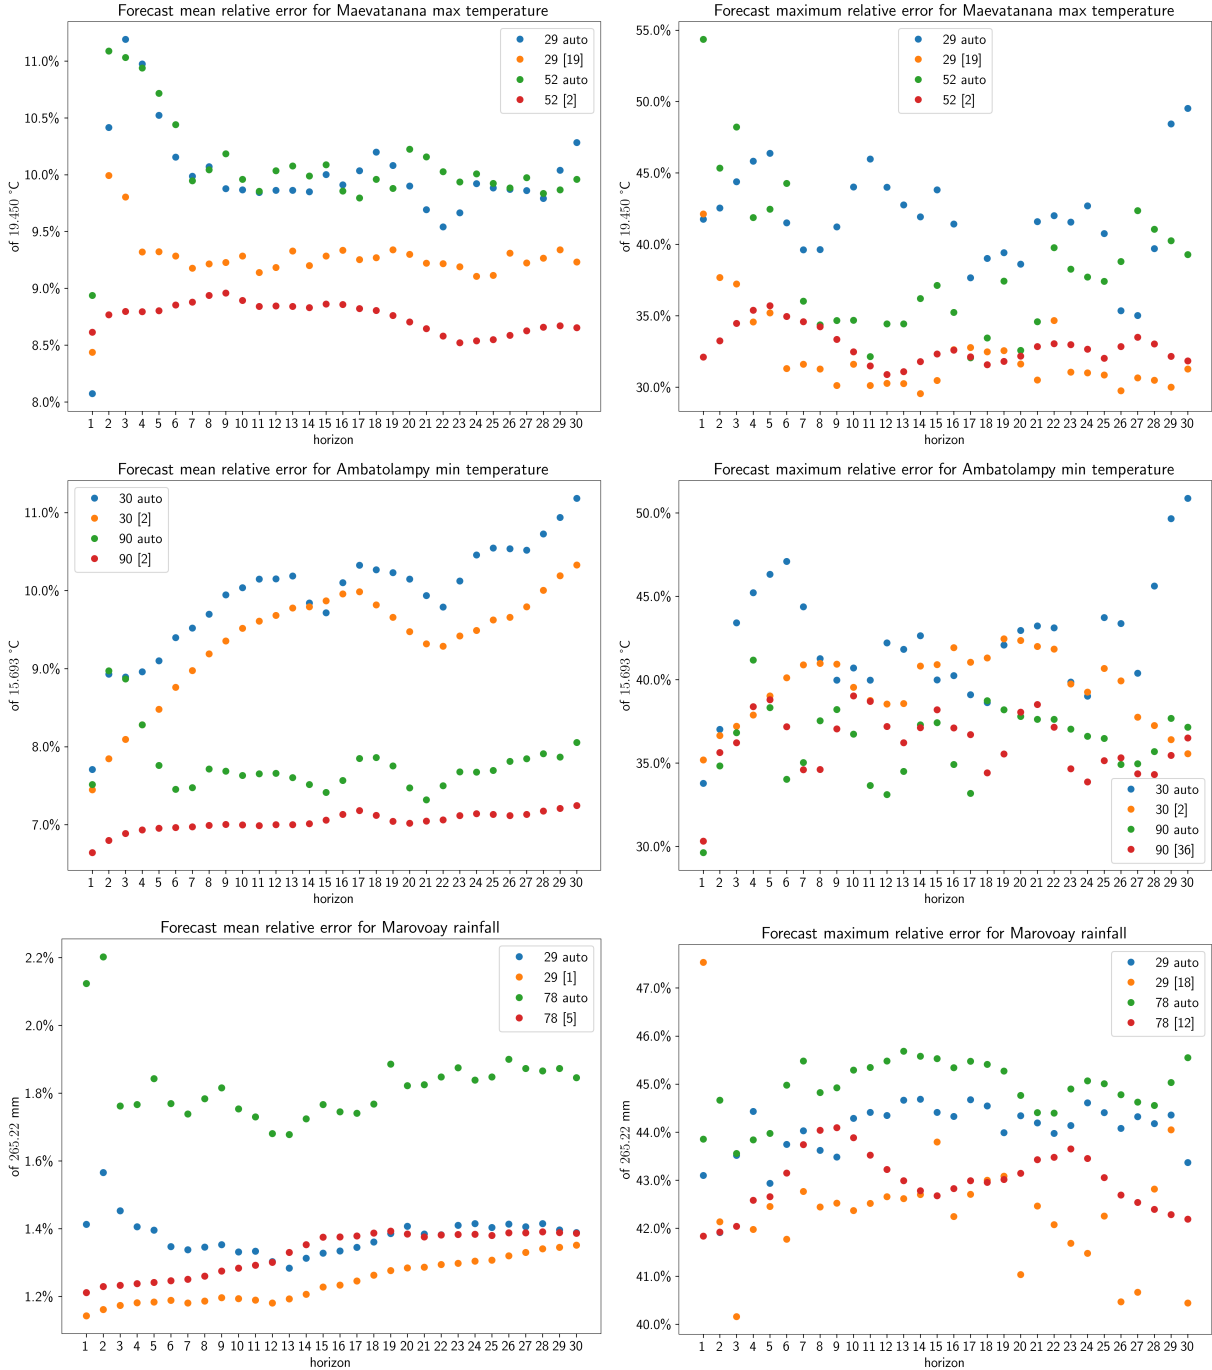 Forecast mean relative error for Maevatanana max temperature
11.0%
10.5%
10.0%
9.5%
9.0%
8.5%
8.0%
of 19.450 °C
29 auto
29 [19]
52 auto
52 [2]
1 2 3 4 5 6 7 8 9 10 11 12 13 14 15 16 17 18 19 20 21 22 23 24 25 26 27 28 29 30
horizon
Forecast maximum relative error for Maevatanana max temperature
55.0%
50.0%
45.0%
40.0%
35.0%
30.0%
of 19.450 °C
29 auto
29 [19]
52 auto
52 [2]
1 2 3 4 5 6 7 8 9 10 11 12 13 14 15 16 17 18 19 20 21 22 23 24 25 26 27 28 29 30
horizon
Forecast mean relative error for Ambatolampy min temperature
11.0%
10.0%
9.0%
8.0%
7.0%
of 15.693 °C
30 auto
30 [2]
90 auto
90 [2]
1 2 3 4 5 6 7 8 9 10 11 12 13 14 15 16 17 18 19 20 21 22 23 24 25 26 27 28 29 30
horizon
Forecast maximum relative error for Ambatolampy min temperature
50.0%
45.0%
40.0%
35.0%
30.0%
of 15.693 °C
30 auto
30 [2]
90 auto
90 [36]
1 2 3 4 5 6 7 8 9 10 11 12 13 14 15 16 17 18 19 20 21 22 23 24 25 26 27 28 29 30
horizon
Forecast mean relative error for Marovoay rainfall
2.2%
2.0%
1.8%
1.6%
1.4%
1.2%
of 265.22 mm
29 auto
29 [1]
78 auto
78 [5]
1 2 3 4 5 6 7 8 9 10 11 12 13 14 15 16 17 18 19 20 21 22 23 24 25 26 27 28 29 30
horizon
Forecast maximum relative error for Marovoay rainfall
47.0%
46.0%
45.0%
44.0%
43.0%
42.0%
41.0%
40.0%
of 265.22 mm
29 auto
29 [18]
78 auto
78 [12]
1 2 3 4 5 6 7 8 9 10 11 12 13 14 15 16 17 18 19 20 21 22 23 24 25 26 27 28 29 30
horizon